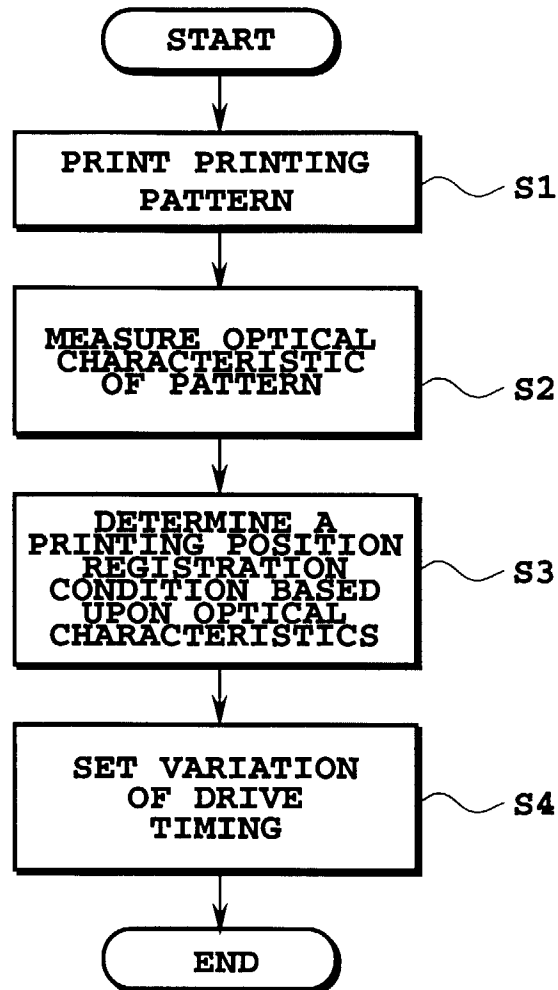 START
PRINT PRINTING
PATTERN
S1
MEASURE OPTICAL
CHARACTERISTIC
OF PATTERN
S2
DETERMINE A
PRINTING POSITION
REGISTRATION
CONDITION BASED
UPON OPTICAL
CHARACTERISTICS
S3
SET VARIATION
OF DRIVE
TIMING
S4
END